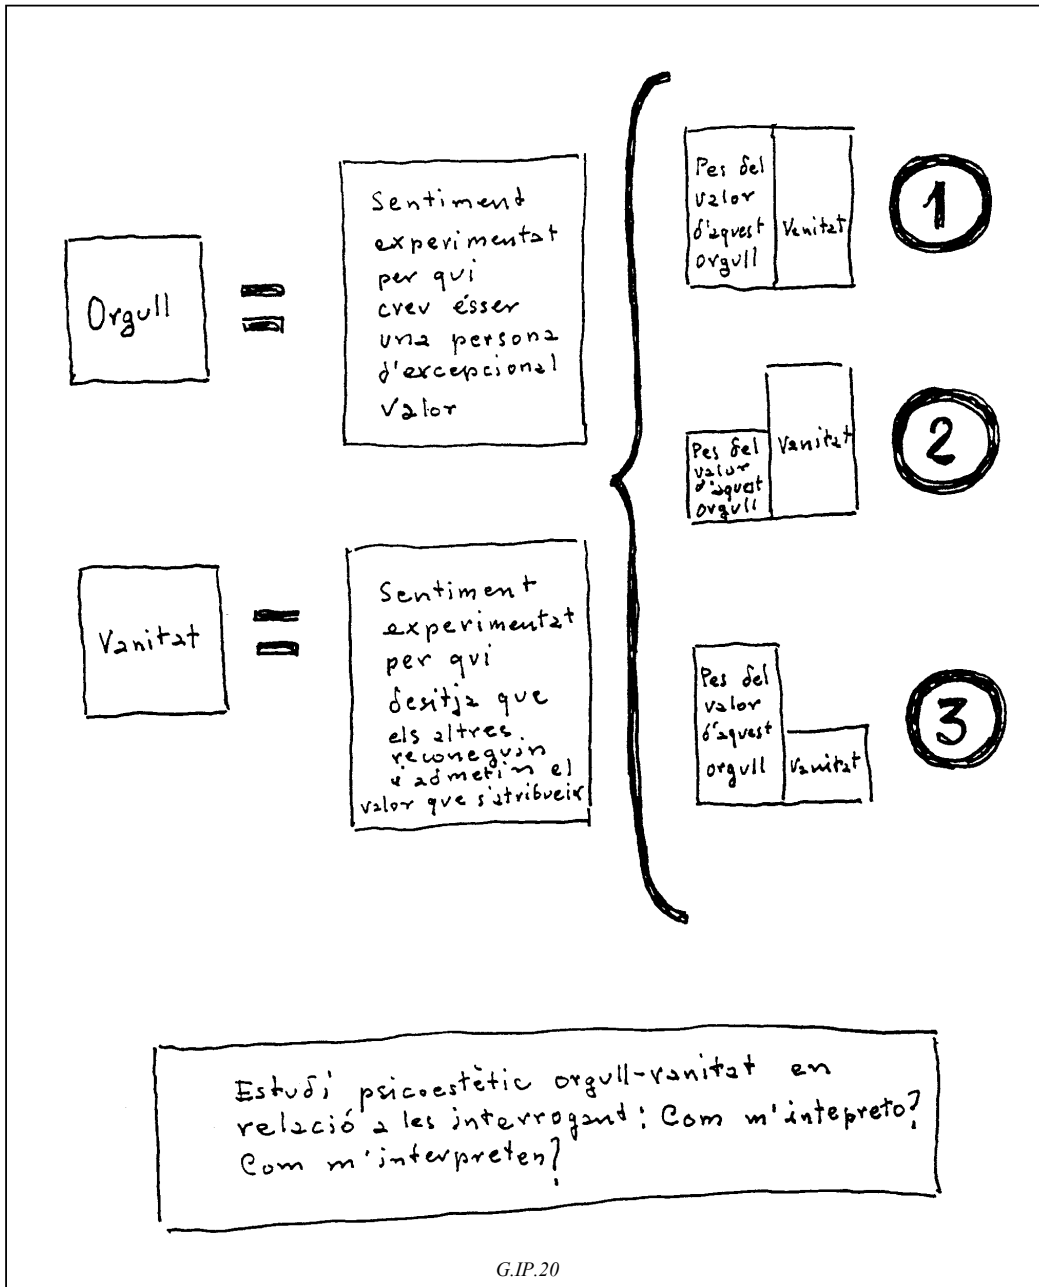 Orgull
=
Sentiment
experimentat
per qui
creu ésser
una persona
d'excepcional
valor
Vanitat
=
Sentiment
experimentat
per qui
desitja que
els altres
reconeguin
i admetin el
valor que s'atribueix
Pes del
valor
d'aquest
orgull
Vanitat
1
Pes del
valor
d'aquest
orgull
Vanitat
2
Pes del
valor
d'aquest
orgull
Vanitat
3
Estudi psicoestètic orgull-vanitat en
relació a les interrogant: Com m'intepreto?
Com m'interpreten?
G.IP.20